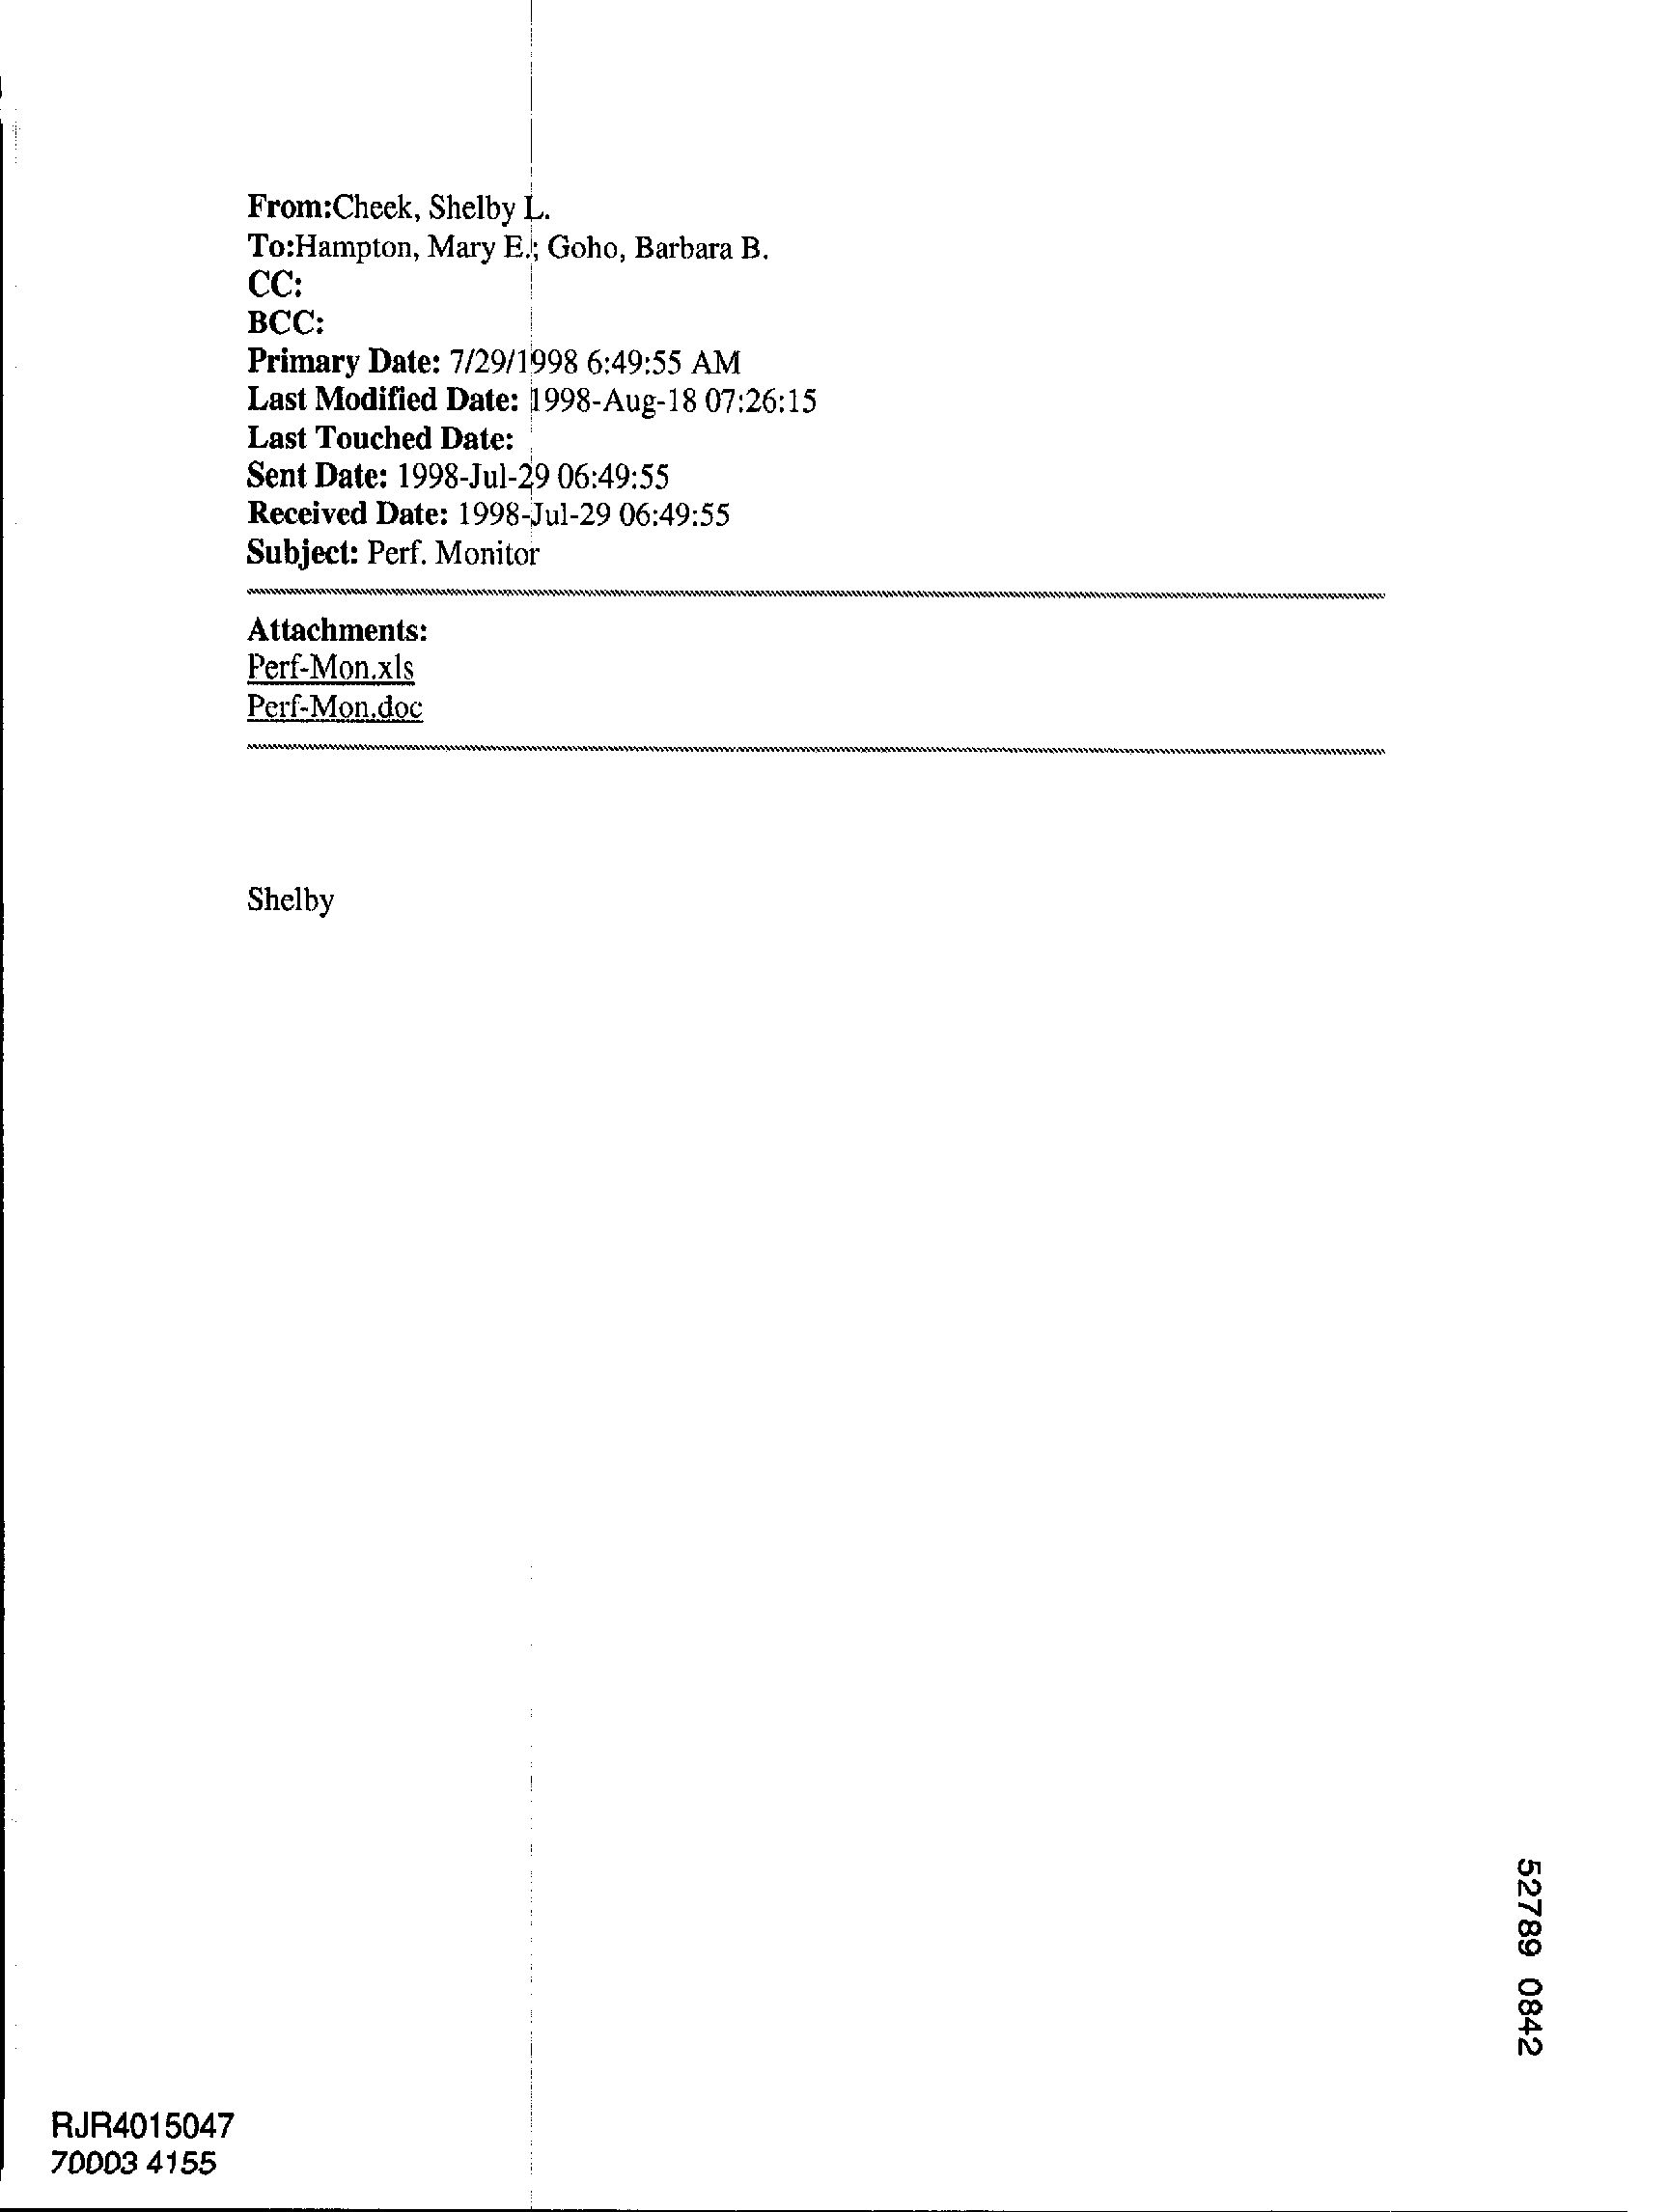 From:Cheek, Shelby L.
To:Hampton, Mary E.; Goho, Barbara B.
CC:
BCC:
Primary Date: 7/29/1998 6:49:55 AM
Last Modified Date: 1998-Aug-18 07:26:15
Last Touched Date:
Sent Date: 1998-Jul-29 06:49:55
Received Date: 1998-Jul-29 06:49:55
Subject: Perf. Monitor
Attachments:
Perf-Mon.xls
Perf-Mon.doc
Shelby
52789 0842
RJR4015047
70003 4155